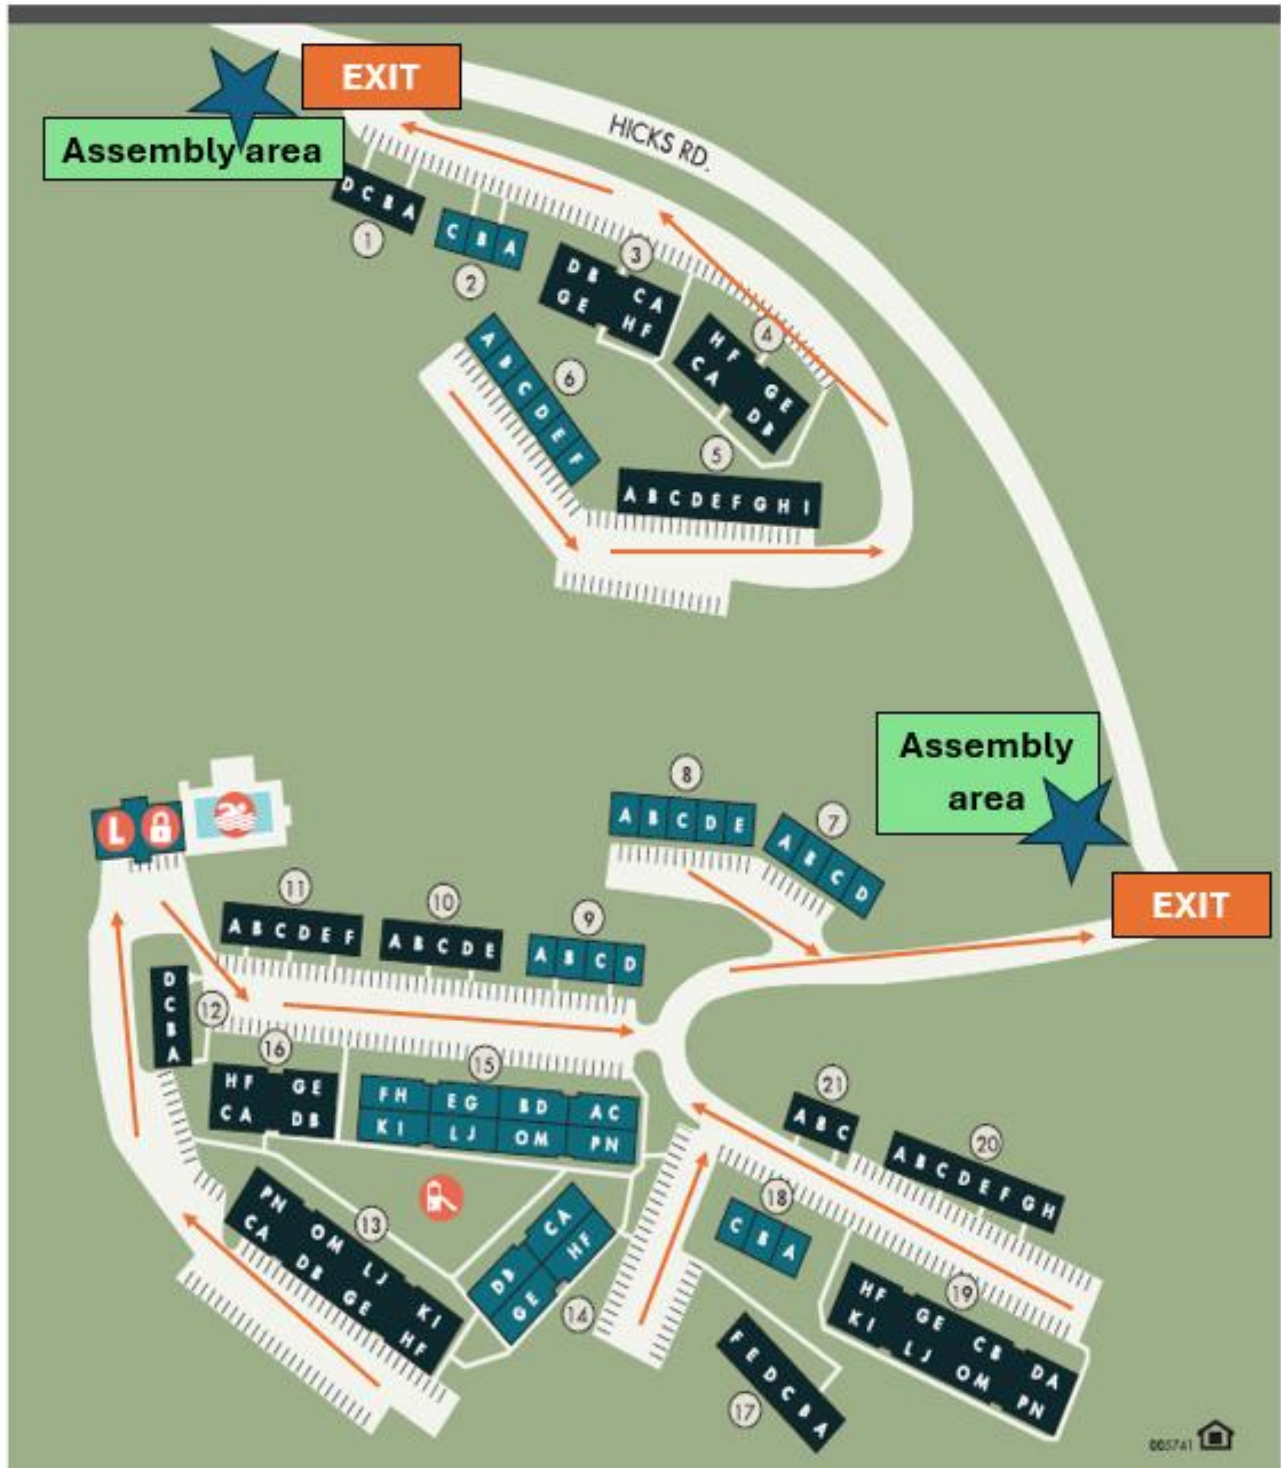 EXIT
Assembly area
HICKS RD.
D C B A
1
C B A
2
3
D B C A
G E H F
4
H F G E
C A D B
A B C D E F
6
5
A B C D E F G H I
Assembly
area
EXIT
8
A B C D E
7
A B C D
L
11
A B C D E F
10
A B C D E
9
A B C D
D
C
B
A
12
16
H F G E
C A D B
15
F H E G B D A C
K I L J O M P N
21
A B C
20
A B C D E F G H
13
P N O M L J K I
C A D B G E H F
C A
H F
D B
G E
14
18
C B A
19
H F G E C B D A
K I L J O M P N
F E D C B A
17
005741